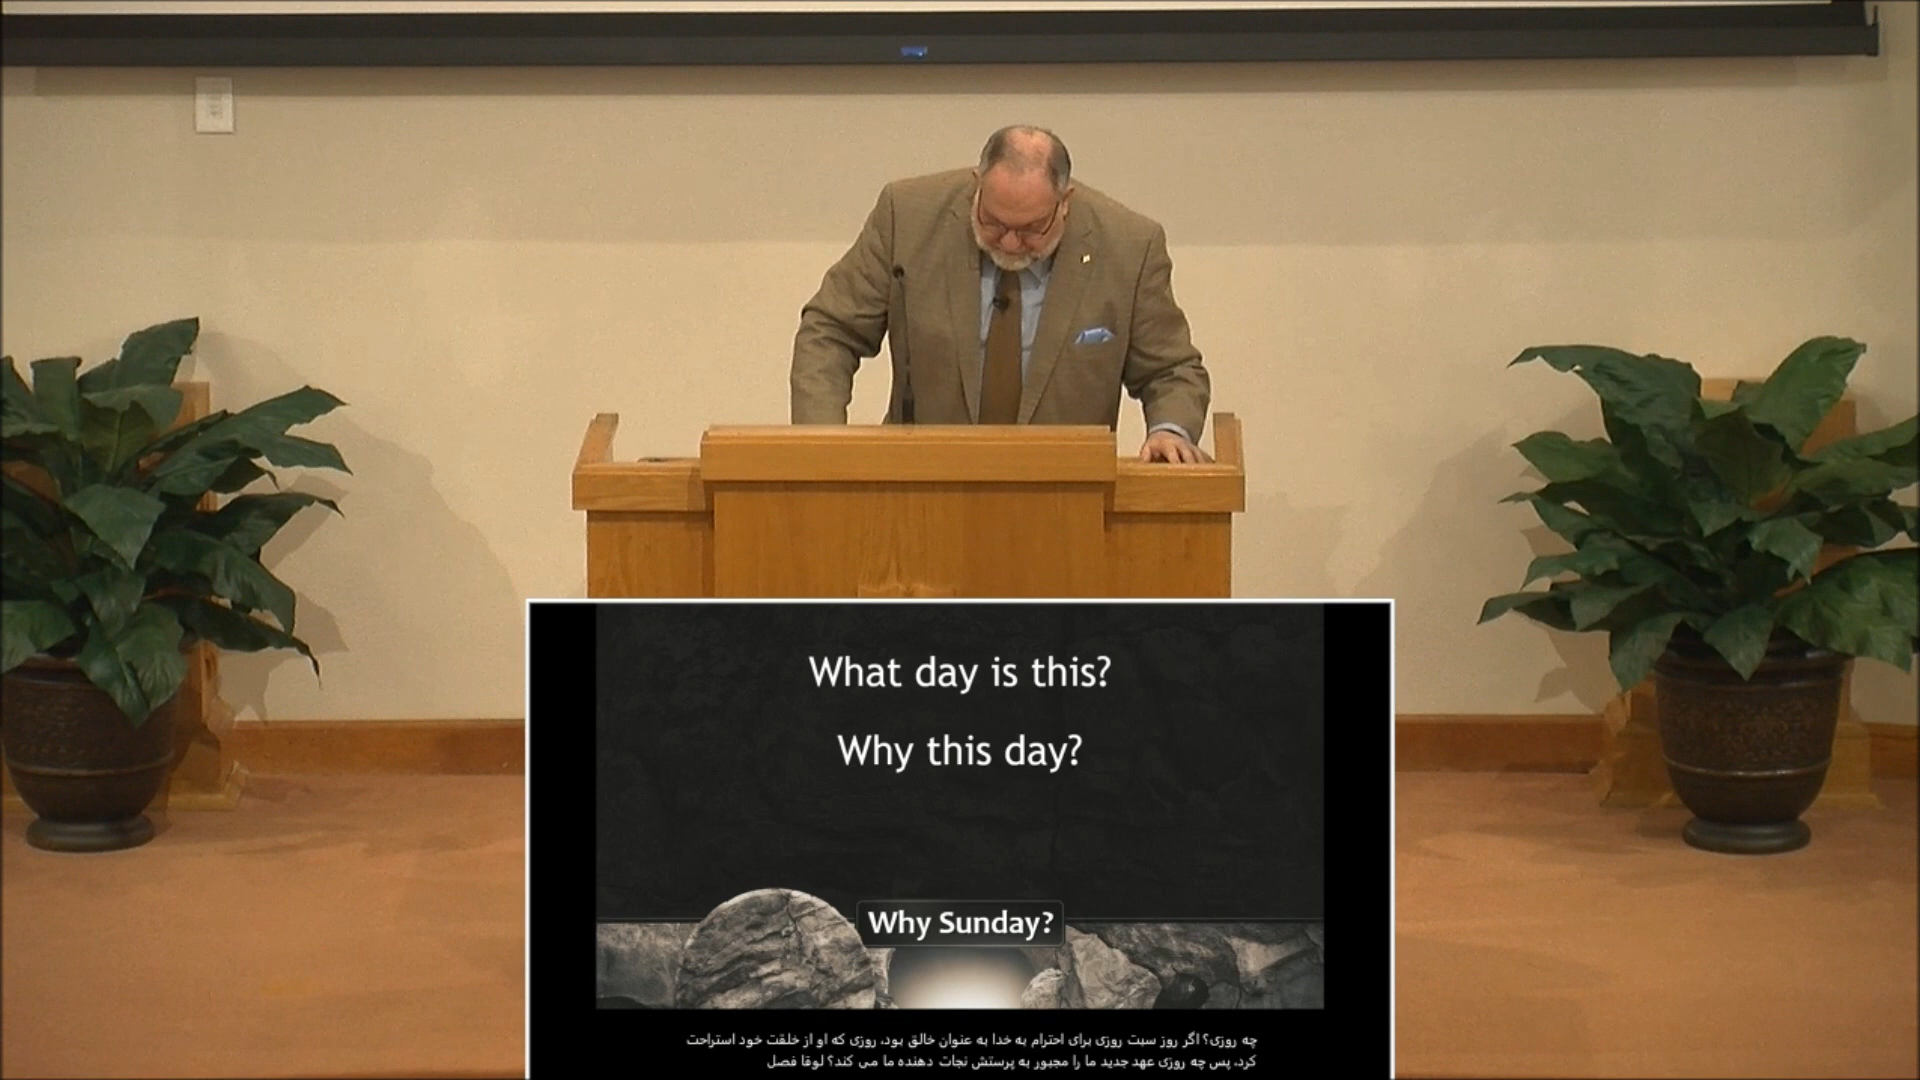 What day is this?
Why this day?
Why Sunday?
چه روزی؟ اگر روز سبت روزی برای احترام به خدا به عنوان خالق بود، روزی که او از خلقت خود استراحت
کرد، پس چه روزی عهد جدید ما را مجبور به پرستش نجات دهنده ما می کند؟ لوقا فصل